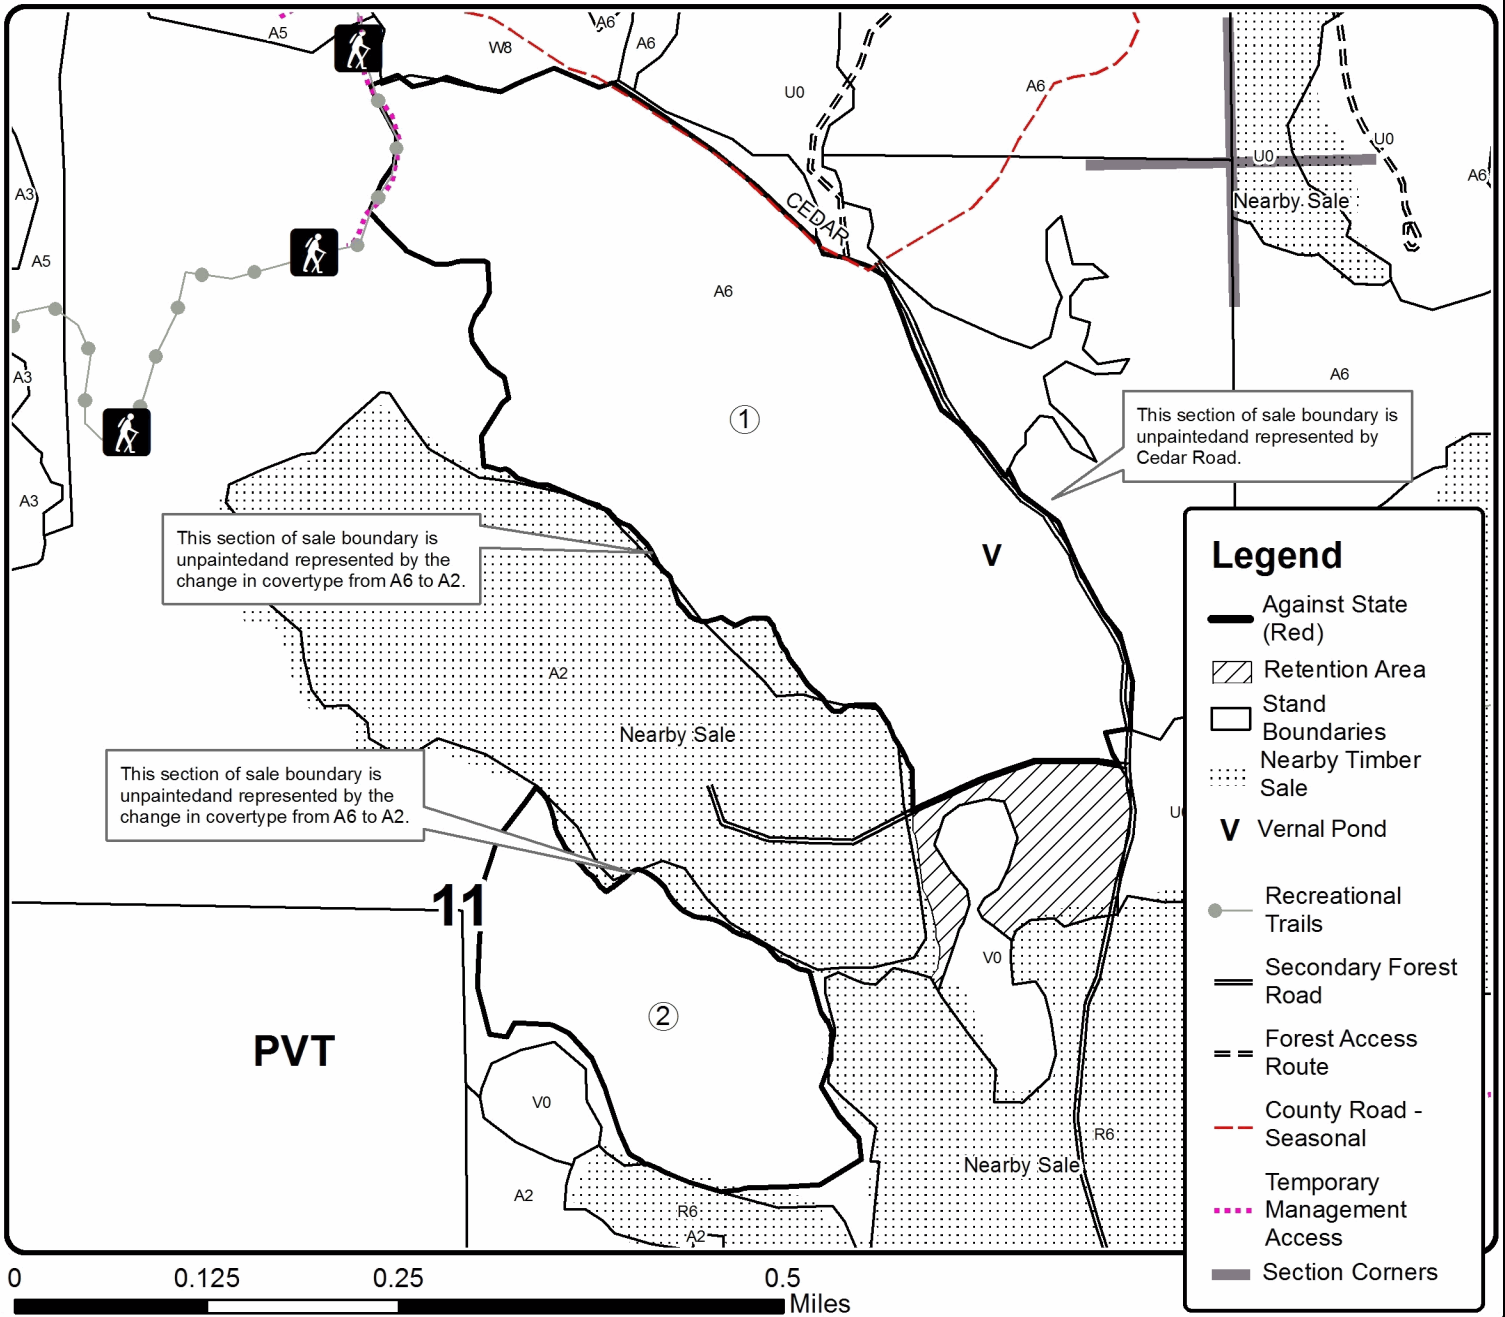 A5
W8
A6
A6
U0
A6
U0
U0
A6
A3
Nearby Sale
CEDAR
A5
A6
A3
A6
1
This section of sale boundary is
unpaintedand represented by
Cedar Road.
A3
This section of sale boundary is
unpaintedand represented by the
change in covertype from A6 to A2.
V
A2
Nearby Sale
This section of sale boundary is
unpaintedand represented by the
change in covertype from A6 to A2.
11
V0
2
PVT
V0
R6
Nearby Sale
A2
R6
A2
Legend
Against State
(Red)
Retention Area
Stand
Boundaries
Nearby Timber
Sale
V Vernal Pond
Recreational
Trails
Secondary Forest
Road
Forest Access
Route
County Road -
Seasonal
Temporary
Management
Access
Section Corners
0 0.125 0.25 0.5
Miles